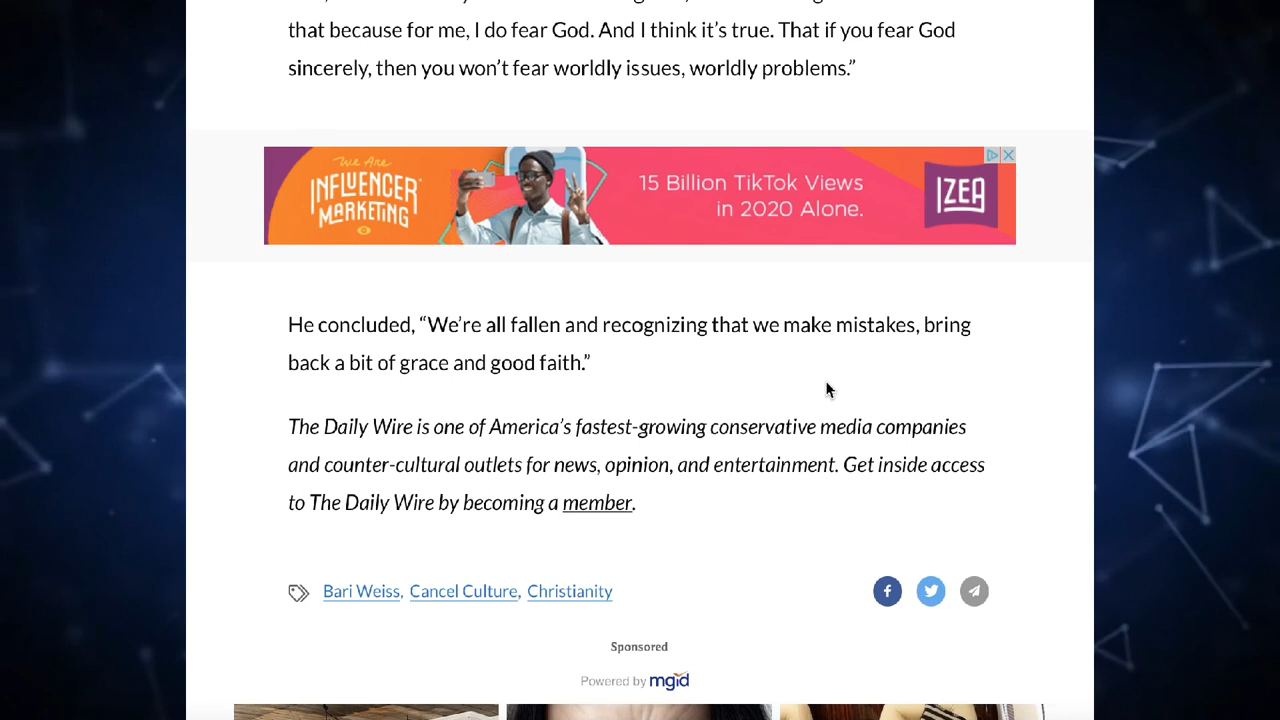 that because for me, I do fear God. And I think it’s true. That if you fear God
sincerely, then you won’t fear worldly issues, worldly problems.”
We Are
INFLUENCER
MARKETING
15 Billion TikTok Views
in 2020 Alone.
IZEA
He concluded, “We’re all fallen and recognizing that we make mistakes, bring
back a bit of grace and good faith.”
The Daily Wire is one of America’s fastest-growing conservative media companies
and counter-cultural outlets for news, opinion, and entertainment. Get inside access
to The Daily Wire by becoming a member.
Bari Weiss, Cancel Culture, Christianity
Sponsored
Powered by mgid